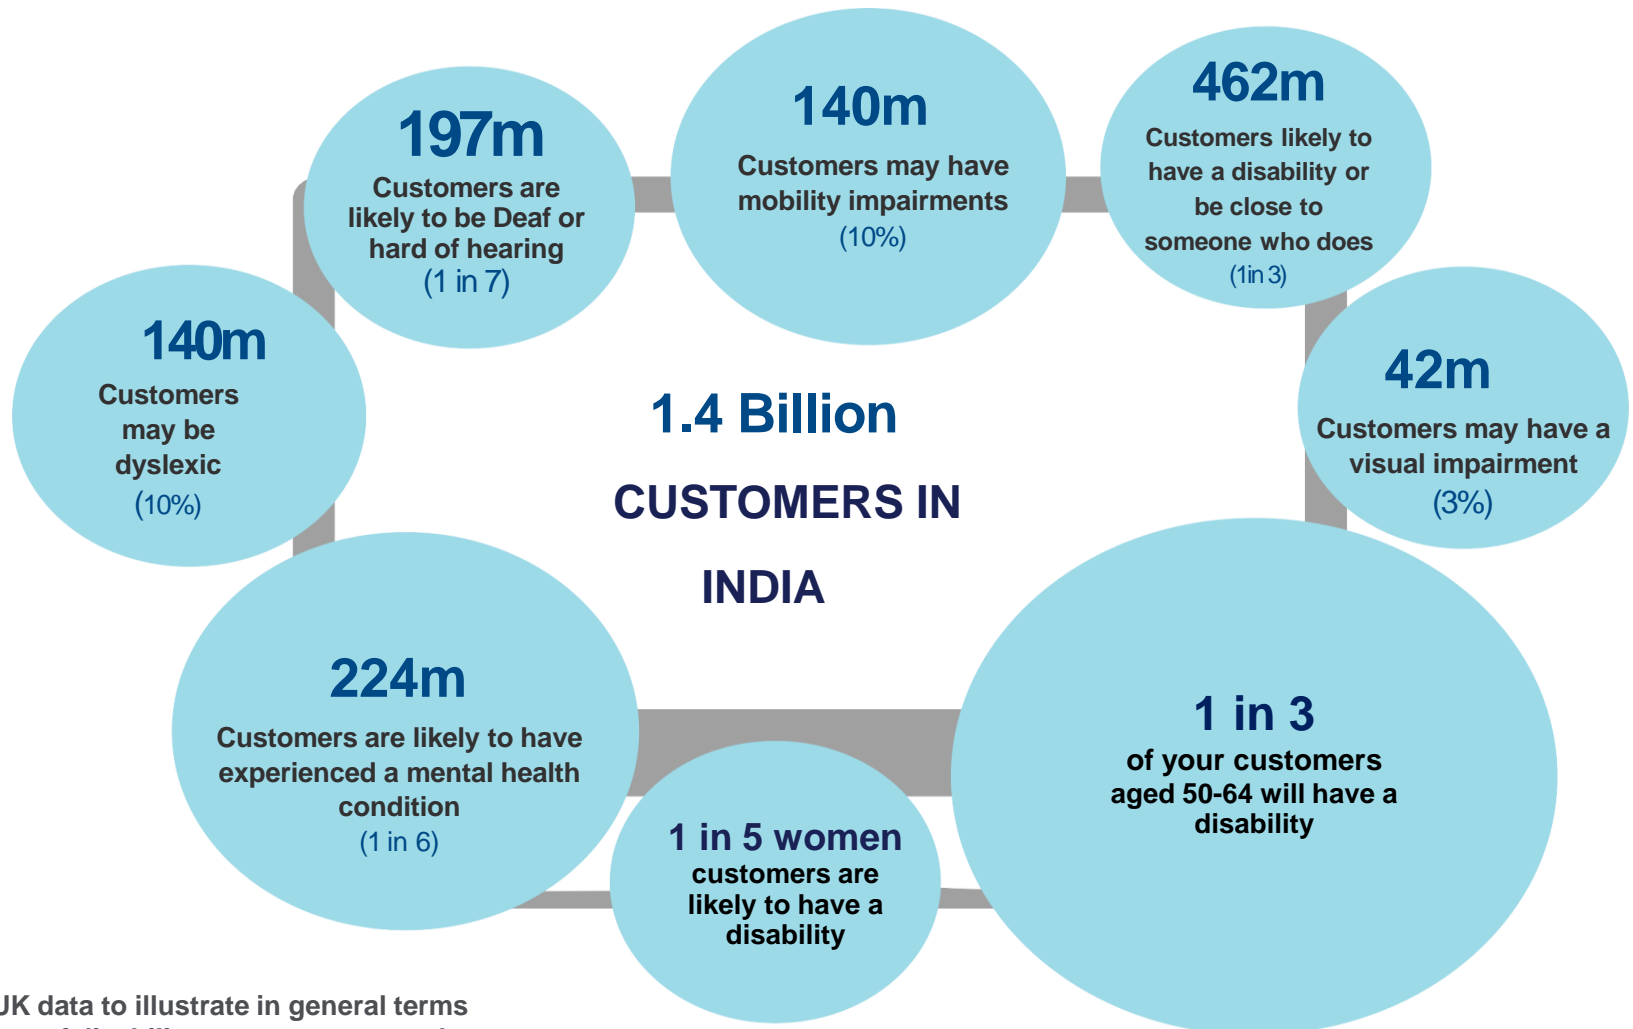 197m
Customers are
likely to be Deaf or
hard of hearing
(1 in 7)
140m
Customers may have
mobility impairments
(10%)
462m
Customers likely to
have a disability or
be close to
someone who does
(1in 3)
140m
Customers
may be
dyslexic
(10%)
1.4 Billion
CUSTOMERS IN
INDIA
42m
Customers may have a
visual impairment
(3%)
224m
Customers are likely to have
experienced a mental health
condition
(1 in 6)
1 in 5 women
customers are
likely to have a
disability
1 in 3
of your customers
aged 50-64 will have a
disability
UK data to illustrate in general terms